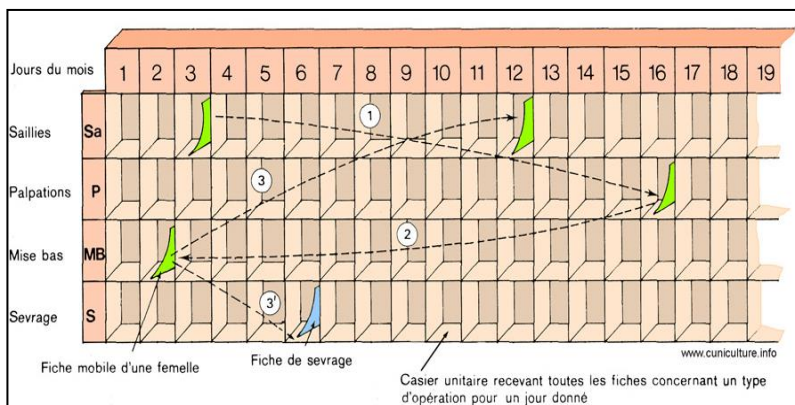 Jours du mois 1 2 3 4 5 6 7 8 9 10 11 12 13 14 15 16 17 18 19
Saillies Sa
1
Palpations P
3
Mise bas MB
2
Sevrage S
3'
www.cuniculture.info
Fiche mobile d'une femelle
Fiche de sevrage
Casier unitaire recevant toutes les fiches concernant un type
d'opération pour un jour donné